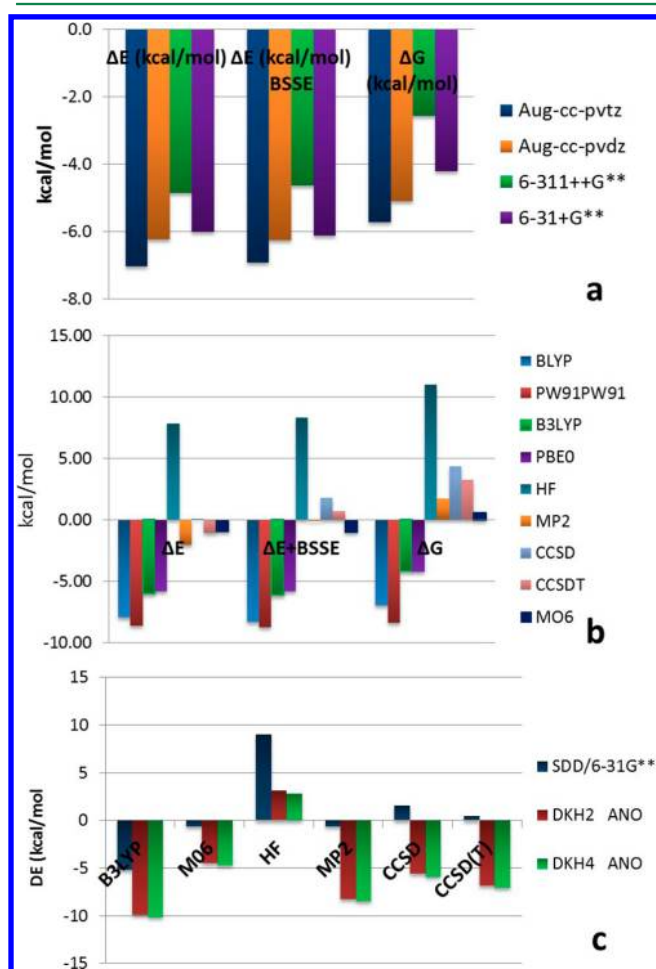 0.0
-2.0
-4.0
-6.0
-8.0
kcal/mol
ΔE (kcal/mol)
ΔE (kcal/mol)
BSSE
ΔG
(kcal/mol)
Aug-cc-pvtz
Aug-cc-pvdz
6-311++G**
6-31+G**
a
15.00
10.00
5.00
0.00
-5.00
-10.00
kcal/mol
ΔE
ΔE+BSSE
ΔG
BLYP
PW91PW91
B3LYP
PBE0
HF
MP2
CCSD
CCSDT
MO6
b
15
10
5
0
-5
-10
-15
DE (kcal/mol)
B3LYP
M06
HF
MP2
CCSD
CCSD(T)
SDD/6-31G**
DKH2 ANO
DKH4 ANO
c